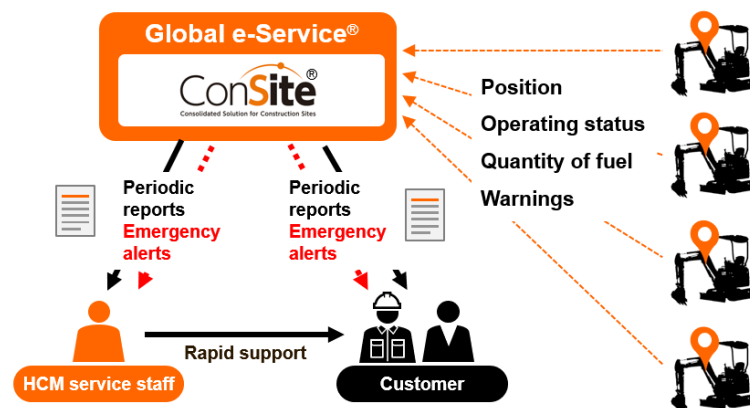 Global e-Service®
ConSite®
Consolidated Solution for Construction Sites
Position
Operating status
Quantity of fuel
Warnings
Periodic
reports
Emergency
alerts
Periodic
reports
Emergency
alerts
Rapid support
HCM service staff
Customer